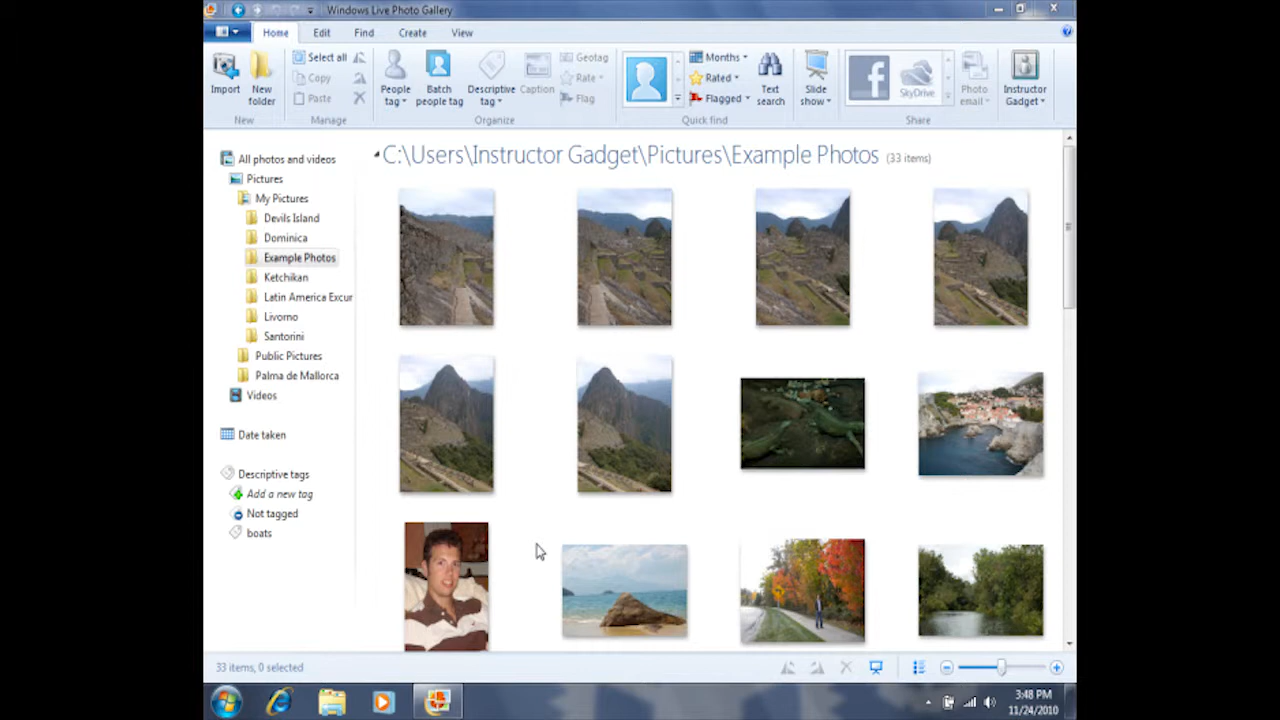 Windows Live Photo Gallery
Home Edit Find Create View
Import
New folder
Select all
Copy
Paste
People tag
Batch people tag
Descriptive tag
Caption
Geotag
Rate
Flag
Months
Rated
Flagged
Text search
Slide show
SkyDrive
Photo email
Instructor Gadget
New Manage Organize Quick find Share
All photos and videos
Pictures
My Pictures
Devils Island
Dominica
Example Photos
Ketchikan
Latin America Excur
Livorno
Santorini
Public Pictures
Palma de Mallorca
Videos
Date taken
Descriptive tags
Add a new tag
Not tagged
boats
C:\Users\Instructor Gadget\Pictures\Example Photos (33 items)
33 items, 0 selected
3:48 PM
11/24/2010